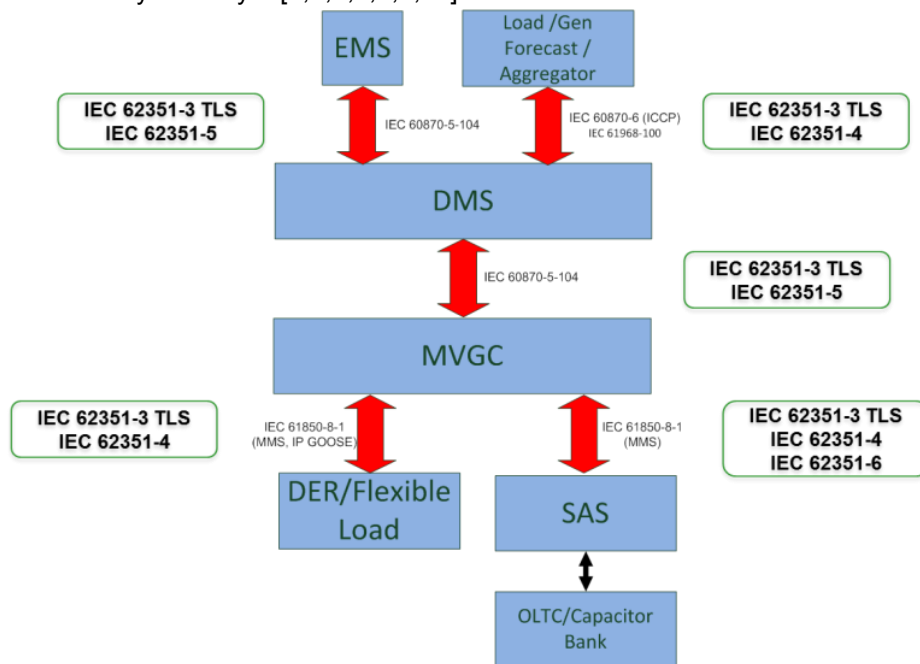 EMS
Load /Gen
Forecast /
Aggregator
IEC 62351-3 TLS
IEC 62351-5
IEC 60870-5-104
IEC 60870-6 (ICCP)
IEC 61968-100
IEC 62351-3 TLS
IEC 62351-4
DMS
IEC 60870-5-104
IEC 62351-3 TLS
IEC 62351-5
MVGC
IEC 62351-3 TLS
IEC 62351-4
IEC 61850-8-1
(MMS, IP GOOSE)
IEC 61850-8-1
(MMS)
IEC 62351-3 TLS
IEC 62351-4
IEC 62351-6
DER/Flexible
Load
SAS
OLTC/Capacitor
Bank